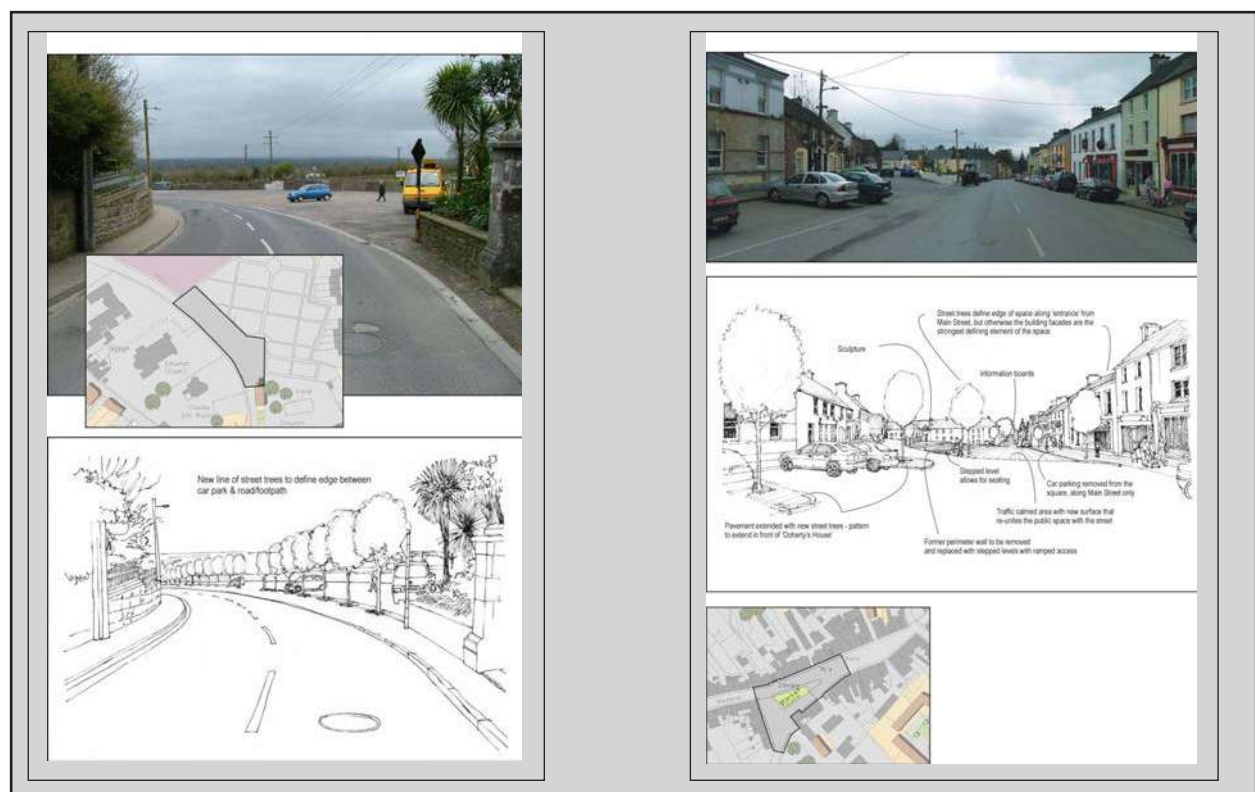 Church
New line of street trees to define edge between
car park & road/footpath
Street trees define edge of space along 'entrance' from
Main Street, but otherwise the building facades are the
strongest defining element of the space
Sculpture
Information boards
Stepped level
allows for seating
Car parking removed from the
square, along Main Street only
Traffic calmed area with new surface that
re-unites the public space with the street
Pavement extended with new street trees - pattern
to extend in front of 'Doherty's House'
Former perimeter wall to be removed
and replaced with stepped levels with ramped access